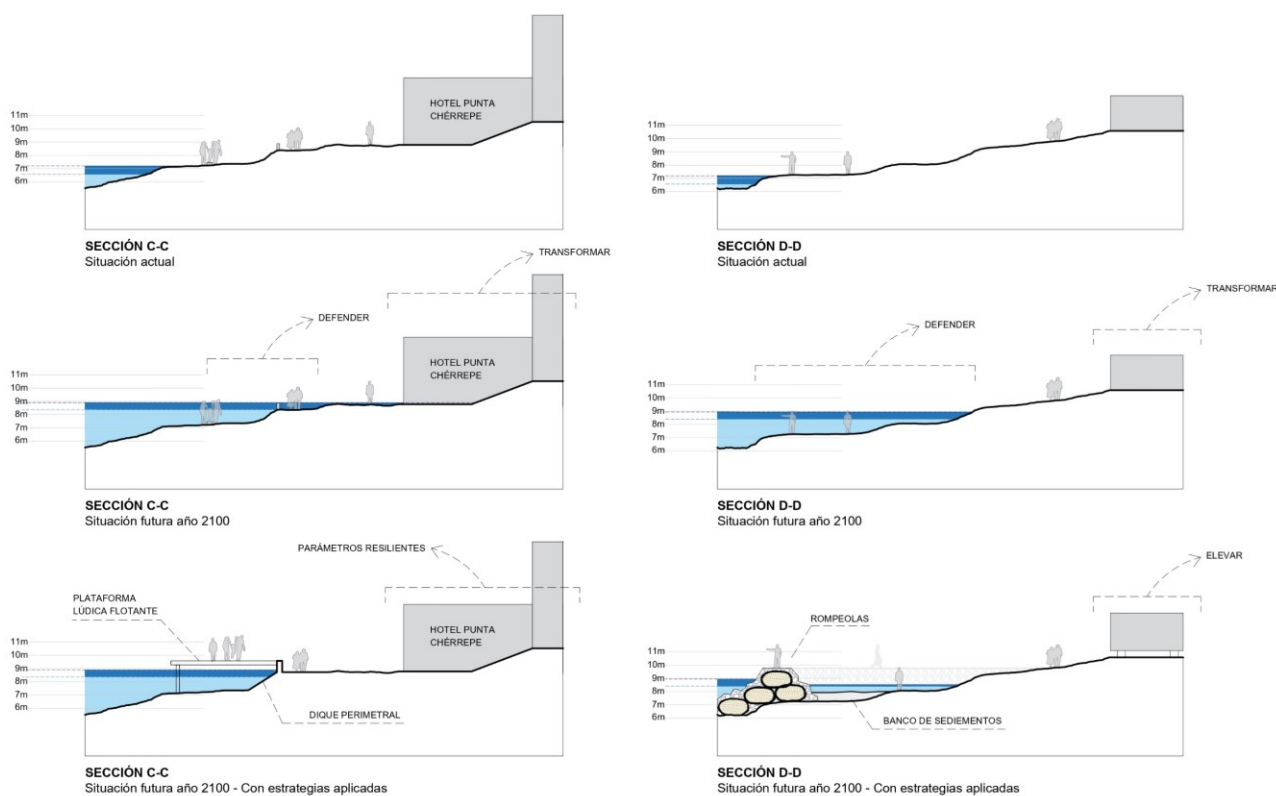 HOTEL PUNTA
CHÉRREPE
11m
10m
9m
8m
7m
6m
SECCIÓN C-C
Situación actual
11m
10m
9m
8m
7m
6m
SECCIÓN D-D
Situación actual
TRANSFORMAR
DEFENDER
HOTEL PUNTA
CHÉRREPE
11m
10m
9m
8m
7m
6m
SECCIÓN C-C
Situación futura año 2100
TRANSFORMAR
DEFENDER
11m
10m
9m
8m
7m
6m
SECCIÓN D-D
Situación futura año 2100
PARÁMETROS RESILIENTES
PLATAFORMA
LÚDICA FLOTANTE
HOTEL PUNTA
CHÉRREPE
11m
10m
9m
8m
7m
6m
DIQUE PERIMETRAL
SECCIÓN C-C
Situación futura año 2100 - Con estrategias aplicadas
ELEVAR
ROMPEOLAS
11m
10m
9m
8m
7m
6m
BANCO DE SEDIEMENTOS
SECCIÓN D-D
Situación futura año 2100 - Con estrategias aplicadas